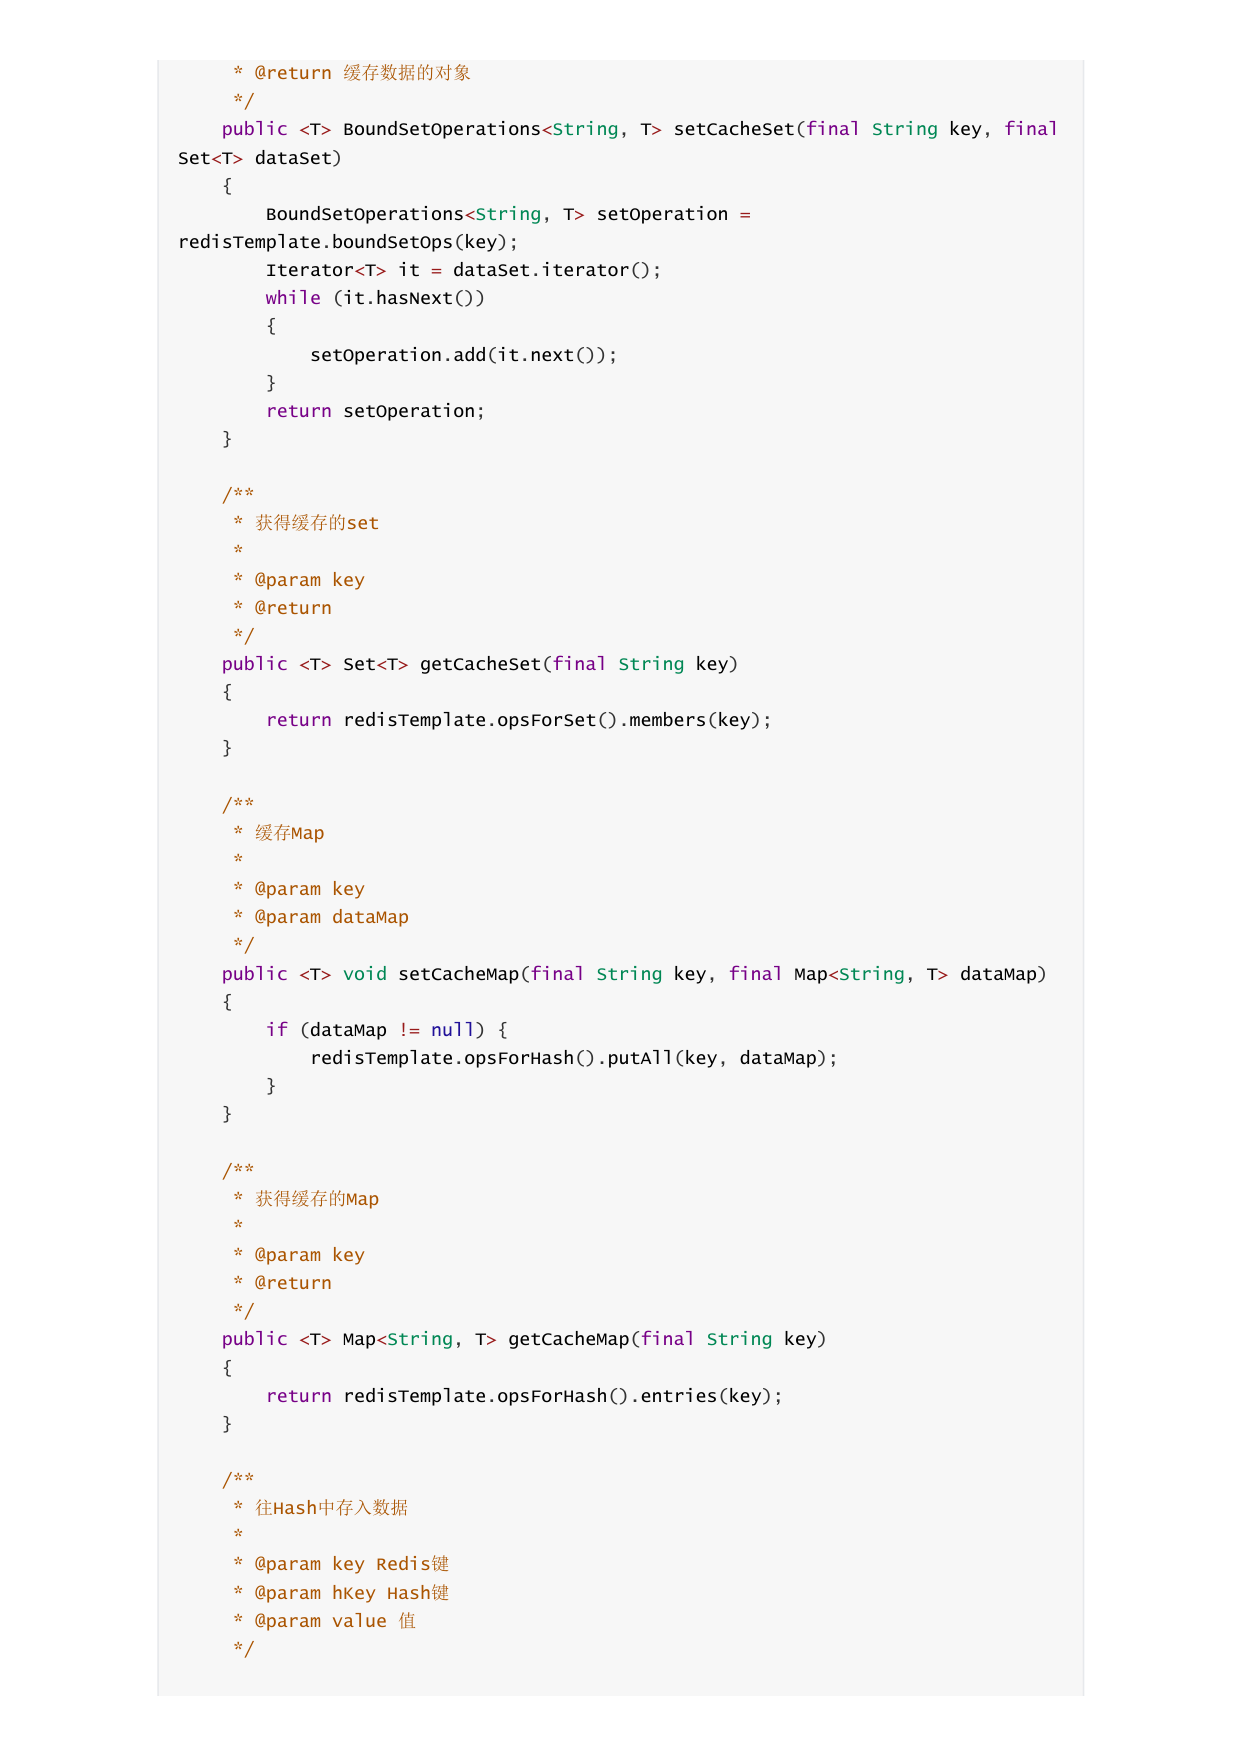 * @return 缓存数据的对象
     */
    public <T> BoundSetOperations<String, T> setCacheSet(final String key, final
Set<T> dataSet)
    {
        BoundSetOperations<String, T> setOperation =
redisTemplate.boundSetOps(key);
        Iterator<T> it = dataSet.iterator();
        while (it.hasNext())
        {
            setOperation.add(it.next());
        }
        return setOperation;
    }

    /**
     * 获得缓存的set
     *
     * @param key
     * @return
     */
    public <T> Set<T> getCacheSet(final String key)
    {
        return redisTemplate.opsForSet().members(key);
    }

    /**
     * 缓存Map
     *
     * @param key
     * @param dataMap
     */
    public <T> void setCacheMap(final String key, final Map<String, T> dataMap)
    {
        if (dataMap != null) {
            redisTemplate.opsForHash().putAll(key, dataMap);
        }
    }

    /**
     * 获得缓存的Map
     *
     * @param key
     * @return
     */
    public <T> Map<String, T> getCacheMap(final String key)
    {
        return redisTemplate.opsForHash().entries(key);
    }

    /**
     * 往Hash中存入数据
     *
     * @param key Redis键
     * @param hKey Hash键
     * @param value 值
     */